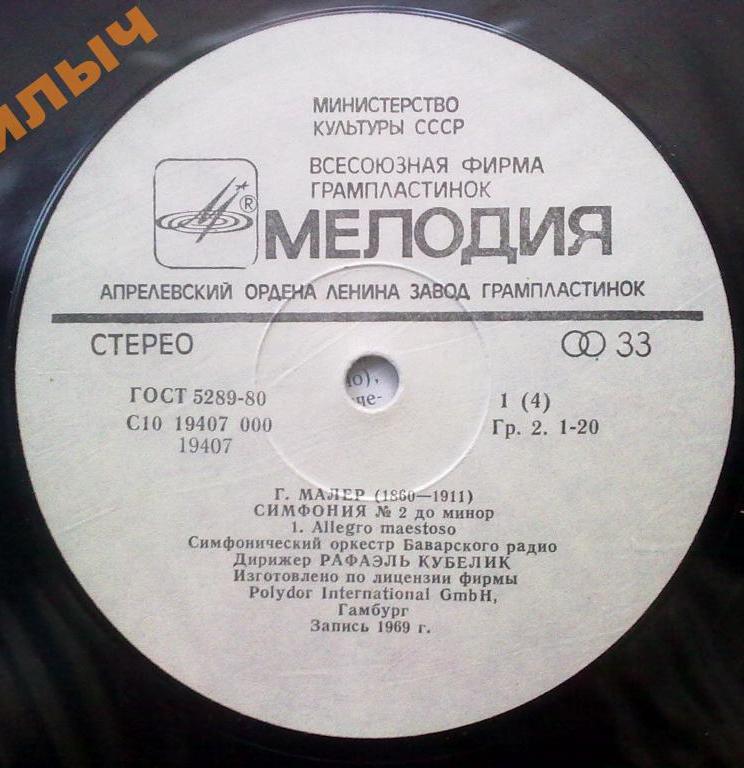 илыч
МИНИСТЕРСТВО
КУЛЬТУРЫ СССР
ВСЕСОЮЗНАЯ ФИРМА
ГРАМПЛАСТИНОК
® МЕЛОДИЯ
АПРЕЛЕВСКИЙ ОРДЕНА ЛЕНИНА ЗАВОД ГРАМПЛАСТИНОК
СТЕРЕО 33
ГОСТ 5289-80 1 (4)
С10 19407 000 Гр. 2. 1-20
19407
Г. МАЛЕР (1860—1911)
СИМФОНИЯ № 2 до минор
1. Allegro maestoso
Симфонический оркестр Баварского радио
Дирижер РАФАЭЛЬ КУБЕЛИК
Изготовлено по лицензии фирмы
Polydor International GmbH,
Гамбург
Запись 1969 г.